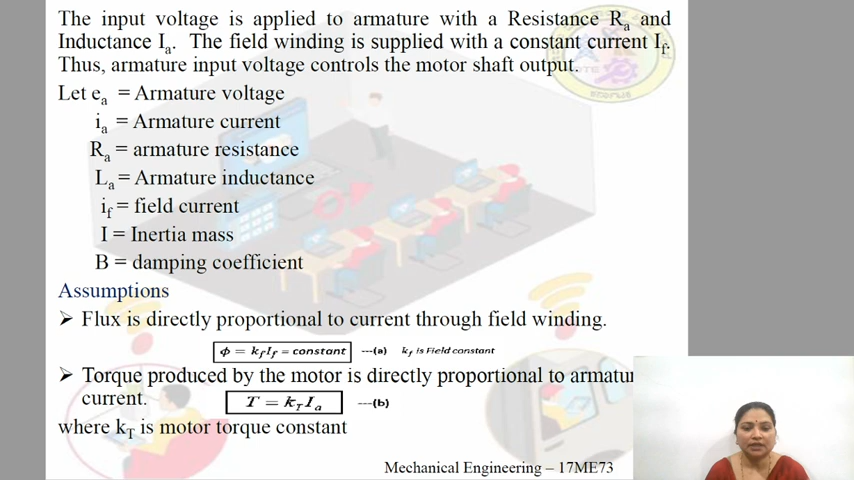 The input voltage is applied to armature with a Resistance Ra and
Inductance Ia. The field winding is supplied with a constant current If.
Thus, armature input voltage controls the motor shaft output.
Let ea = Armature voltage
ia = Armature current
Ra = armature resistance
La = Armature inductance
if = field current
I = Inertia mass
B = damping coefficient
Assumptions
➢ Flux is directly proportional to current through field winding.
ϕ = kf If = constant ---(a) kf is Field constant
➢ Torque produced by the motor is directly proportional to armatur
current.
T = kT Ia ---(b)
where kT is motor torque constant
Mechanical Engineering – 17ME73